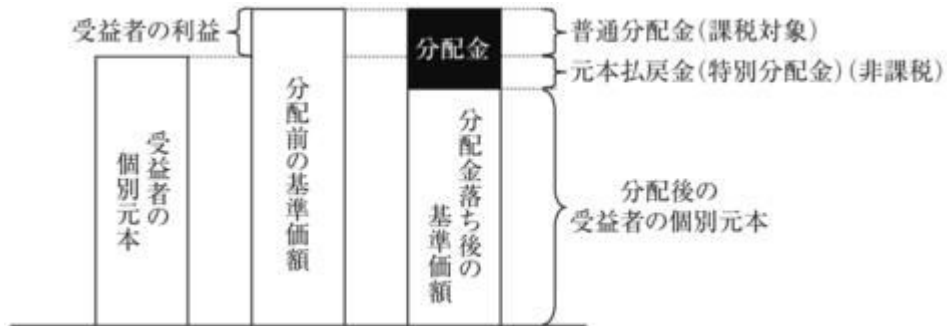 受益者の利益
分配金
普通分配金(課税対象)
元本払戻金(特別分配金)(非課税)
受益者の
個別元本
分配前の基準価額
分配金落ち後の
基準価額
分配後の
受益者の個別元本